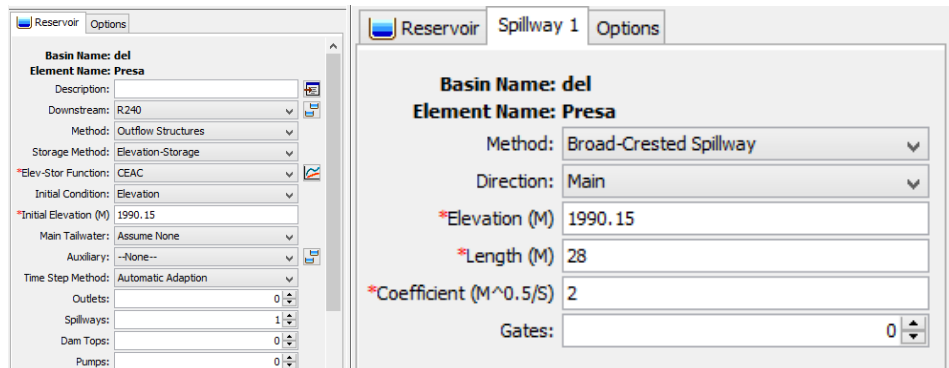 Reservoir Options
Basin Name: del
Element Name: Presa
Description:
Downstream: R240
Method: Outflow Structures
Storage Method: Elevation-Storage
*Elev-Stor Function: CEAC
Initial Condition: Elevation
*Initial Elevation (M) 1990.15
Main Tailwater: Assume None
Auxiliary: --None--
Time Step Method: Automatic Adaption
Outlets: 0
Spillways: 1
Dam Tops: 0
Pumps: 0
Reservoir Spillway 1 Options
Basin Name: del
Element Name: Presa
Method: Broad-Crested Spillway
Direction: Main
*Elevation (M) 1990.15
*Length (M) 28
*Coefficient (M^0.5/S) 2
Gates: 0